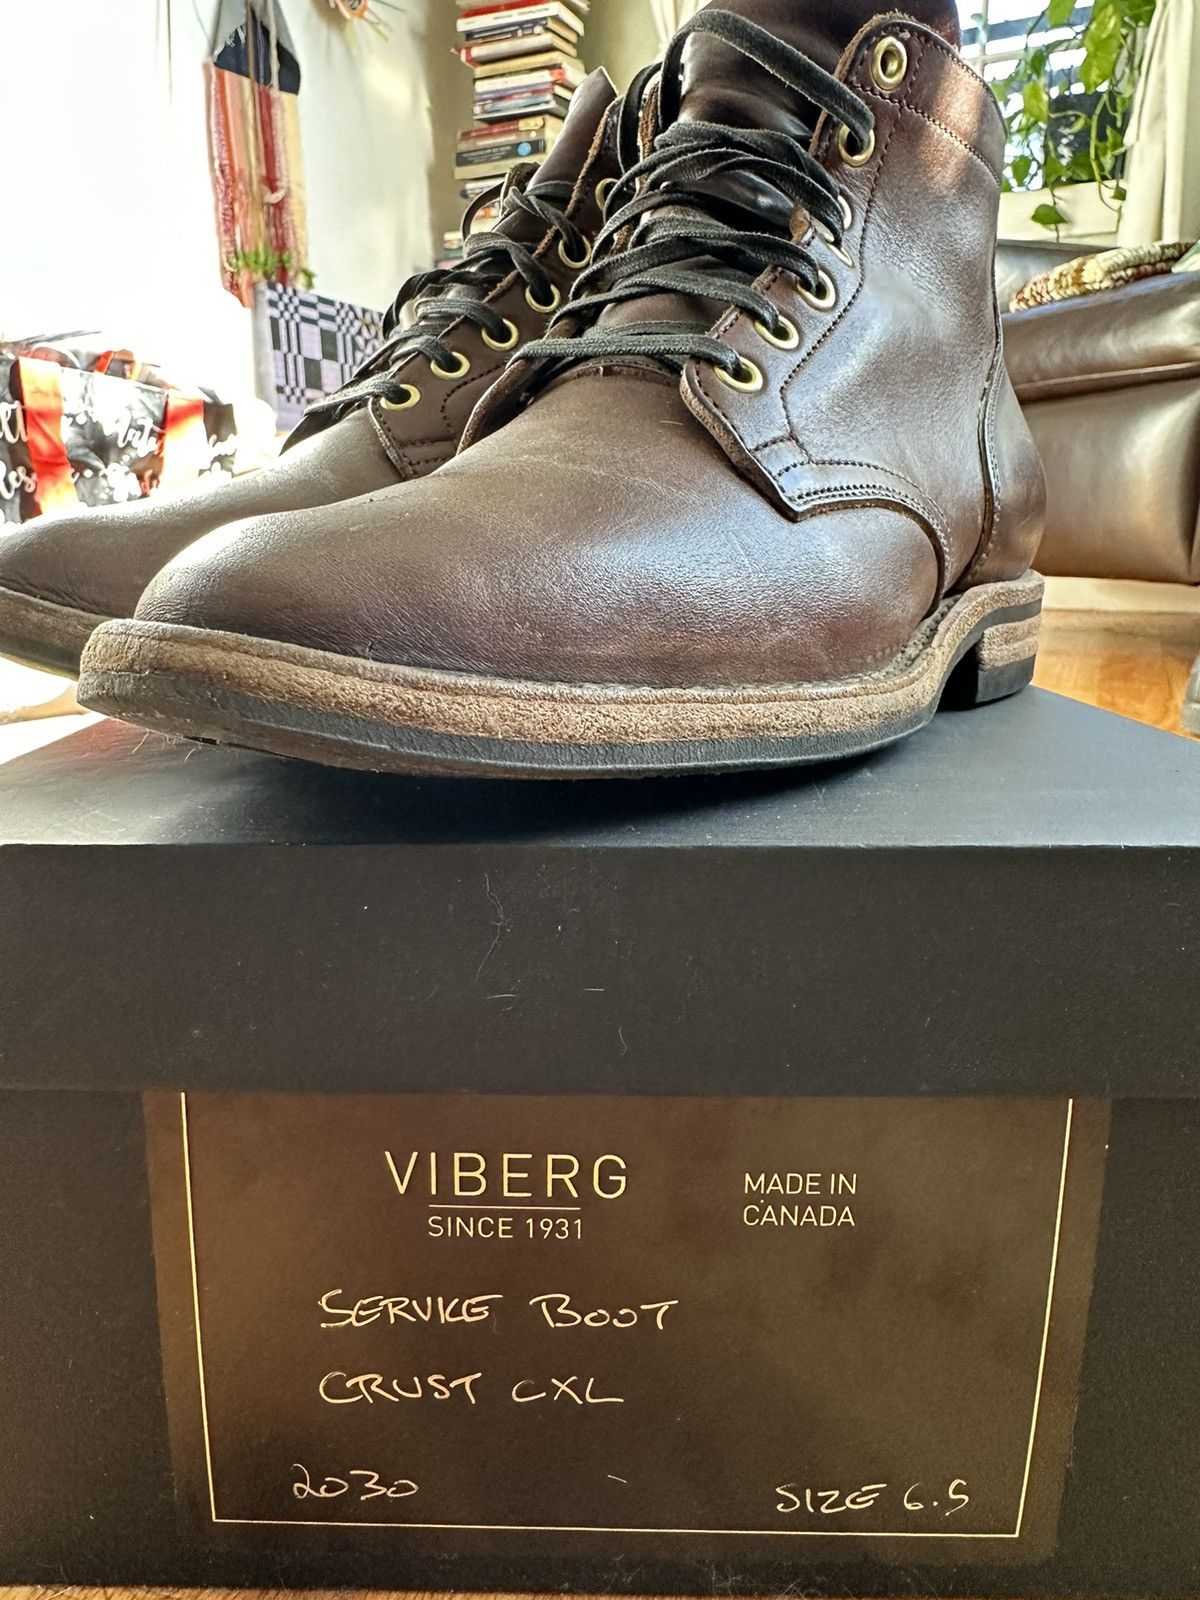 VIBERG
SINCE 1931
MADE IN
CANADA
SERVICE BOOT
CRUST CXL
2030
SIZE 6.5